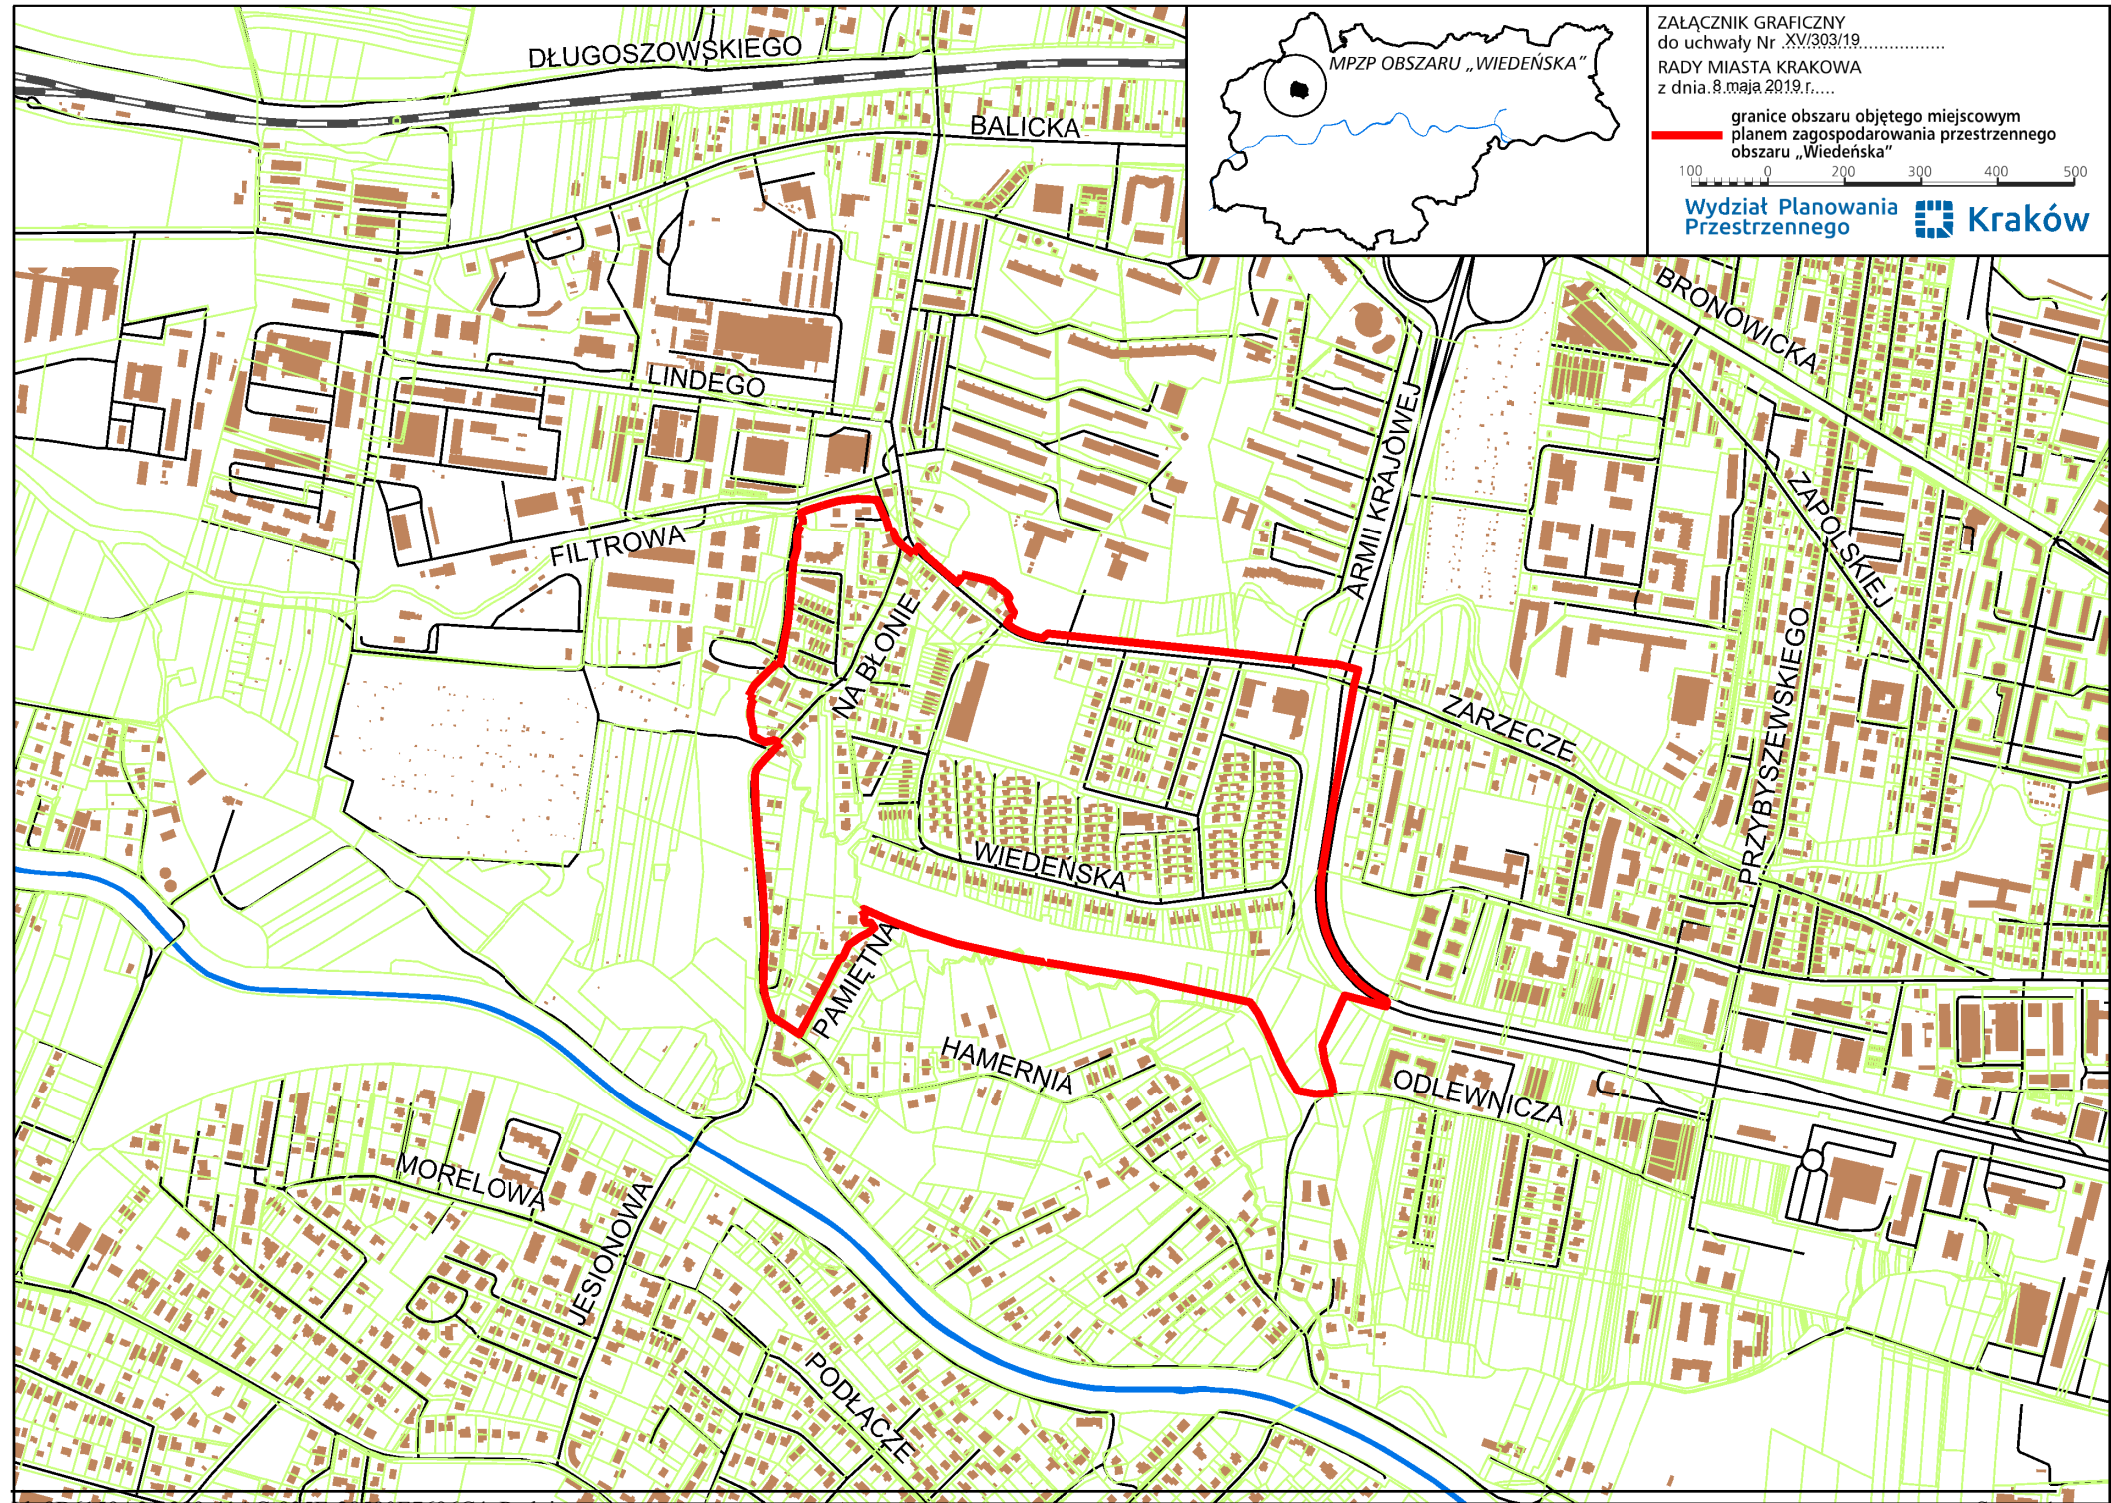 ZAŁĄCZNIK GRAFICZNY
do uchwały Nr XV/303/19
RADY MIASTA KRAKOWA
z dnia 8 maja 2019 r.
granice obszaru objętego miejscowym
planem zagospodarowania przestrzennego
obszaru „Wiedeńska”
100 0 200 300 400 500
Wydział Planowania
Przestrzennego
Kraków
MPZP OBSZARU „WIEDEŃSKA”
DŁUGOSZOWSKIEGO
BALICKA
BRONOWICKA
LINDEGO
ARMII KRAJOWEJ
ZAPOLSKIEJ
FILTROWA
NA BŁONIE
ZARZECZE
PRZYBYSZEWSKIEGO
WIEDEŃSKA
PAMIĘTNA
HAMERNIA
ODLEWNICZA
MORELOWA
JESIONOWA
PODŁĄCZE